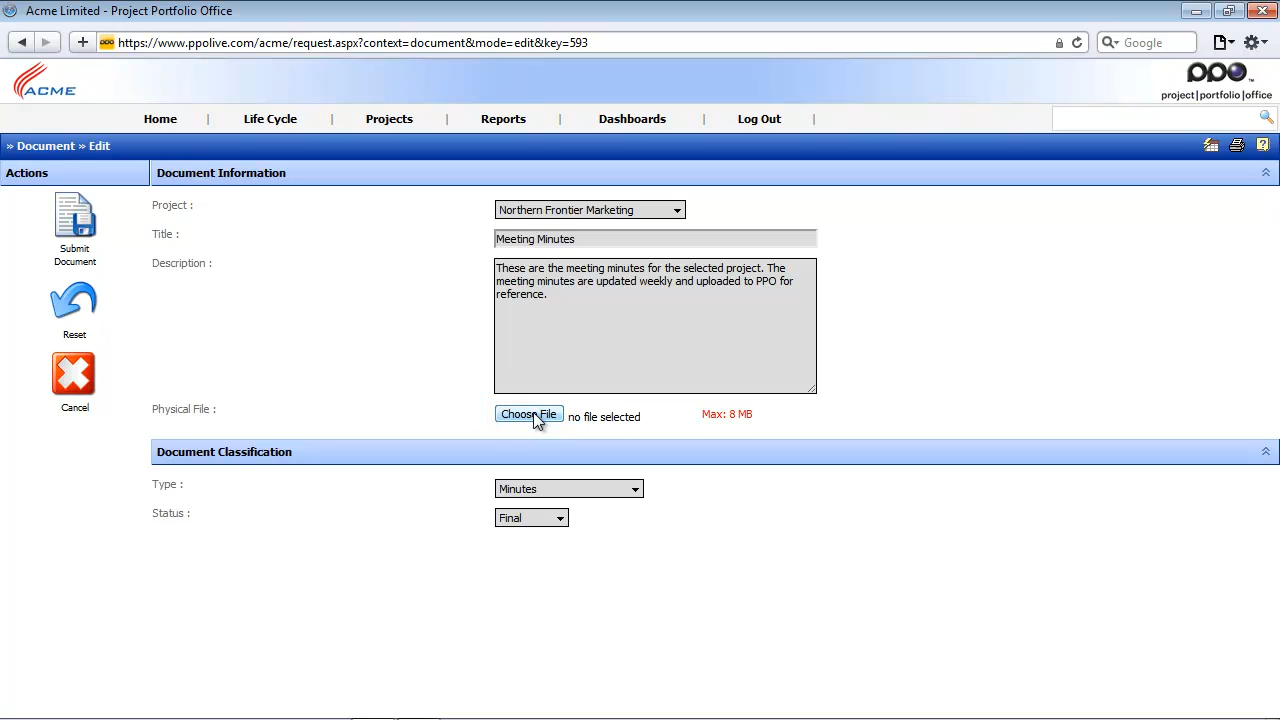 Acme Limited - Project Portfolio Office
https://www.ppolive.com/acme/request.aspx?context=document&mode=edit&key=593
Google
ACME
ppo
project|portfolio|office
Home | Life Cycle | Projects | Reports | Dashboards | Log Out |
» Document » Edit
Actions
Document Information
Submit
Document
Reset
Cancel
Project :
Northern Frontier Marketing
Title :
Meeting Minutes
Description :
These are the meeting minutes for the selected project. The
meeting minutes are updated weekly and uploaded to PPO for
reference.
Physical File :
Choose File no file selected Max: 8 MB
Document Classification
Type :
Minutes
Status :
Final